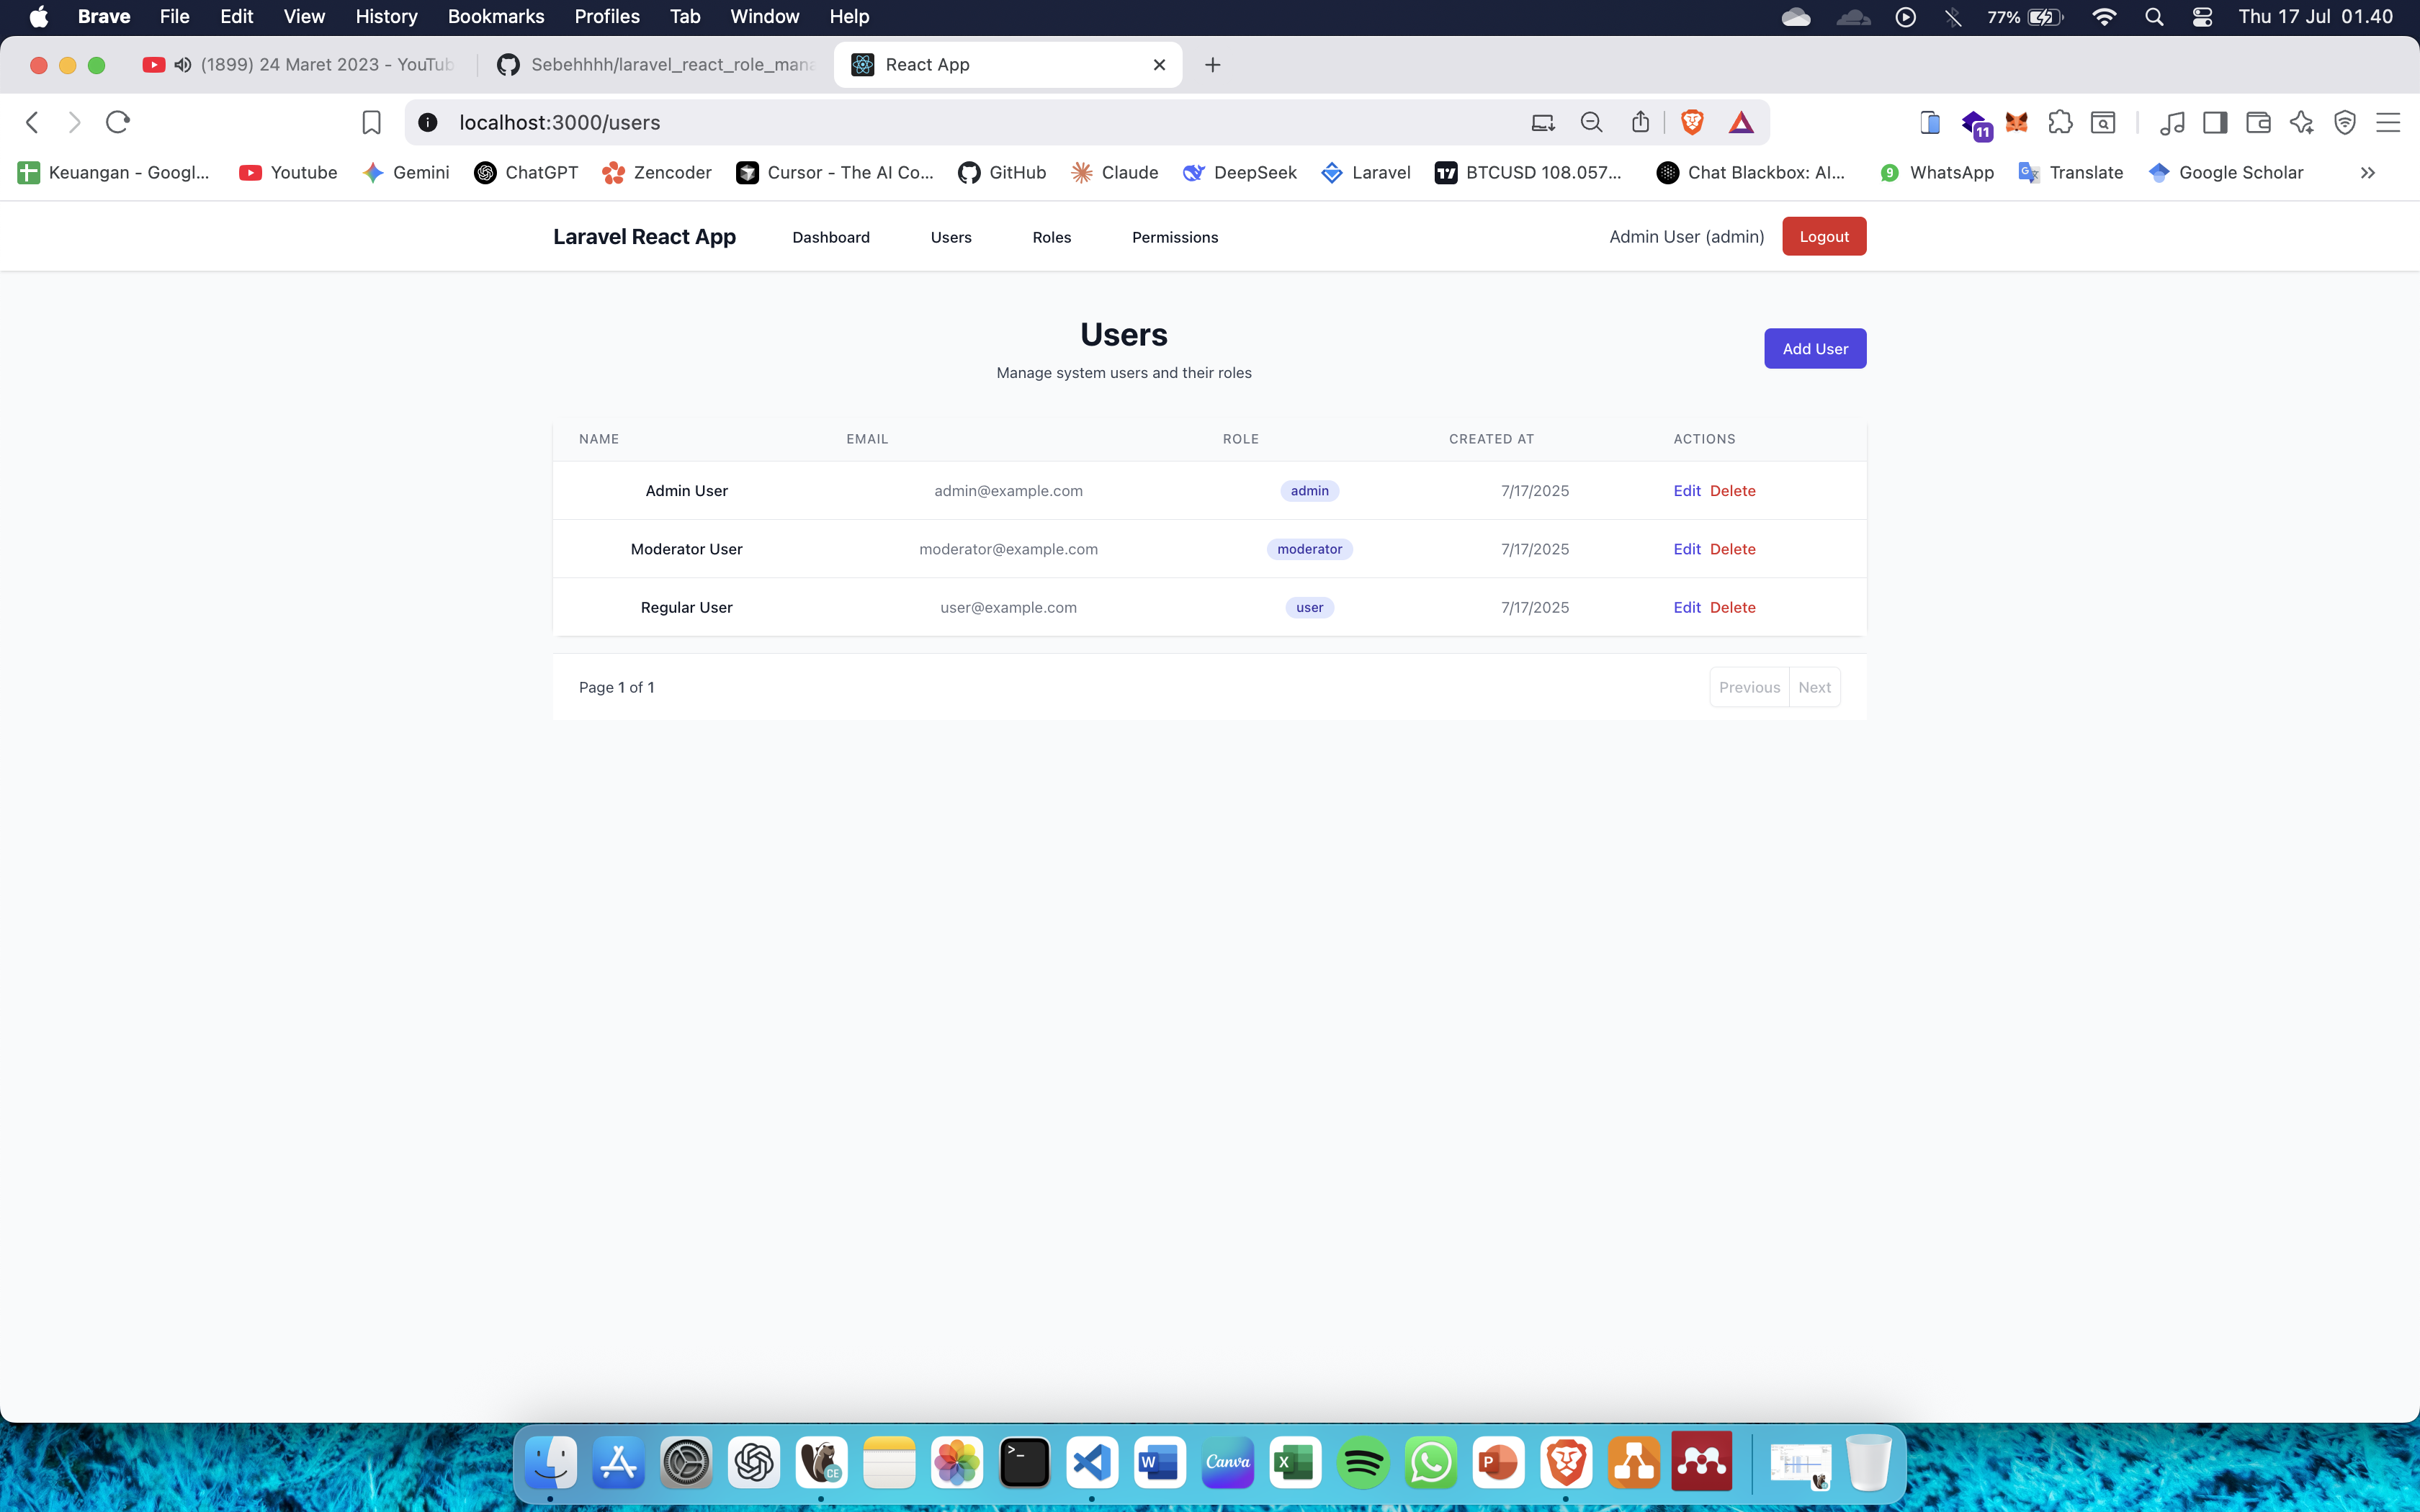 Brave File Edit View History Bookmarks Profiles Tab Window Help 77% Thu 17 Jul 01.40
(1899) 24 Maret 2023 - YouTub Sebehhhh/laravel_react_role_mana React App
localhost:3000/users 11
Keuangan - Googl... Youtube Gemini ChatGPT Zencoder Cursor - The AI Co... GitHub Claude DeepSeek Laravel BTCUSD 108.057... Chat Blackbox: AI... 9 WhatsApp Translate Google Scholar
Laravel React App Dashboard Users Roles Permissions Admin User (admin) Logout
Users
Add User
Manage system users and their roles
NAME EMAIL ROLE CREATED AT ACTIONS
Admin User admin@example.com admin 7/17/2025 Edit Delete
Moderator User moderator@example.com moderator 7/17/2025 Edit Delete
Regular User user@example.com user 7/17/2025 Edit Delete
Page 1 of 1 Previous Next
CE W Canva X P